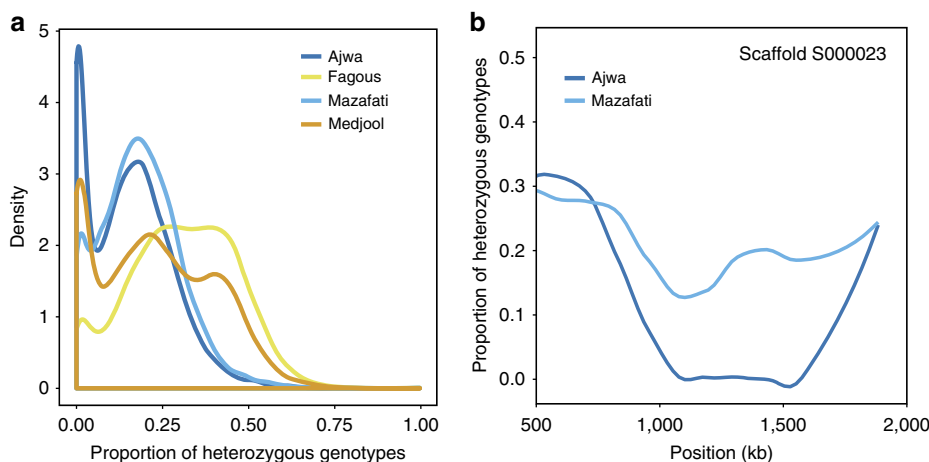 a
5
4
3
2
1
0
Density
Ajwa
Fagous
Mazafati
Medjool
0.00 0.25 0.50 0.75 1.00
Proportion of heterozygous genotypes
b
Scaffold S000023
0.5
0.4
0.3
0.2
0.1
0.0
Proportion of heterozygous genotypes
Ajwa
Mazafati
500 1,000 1,500 2,000
Position (kb)